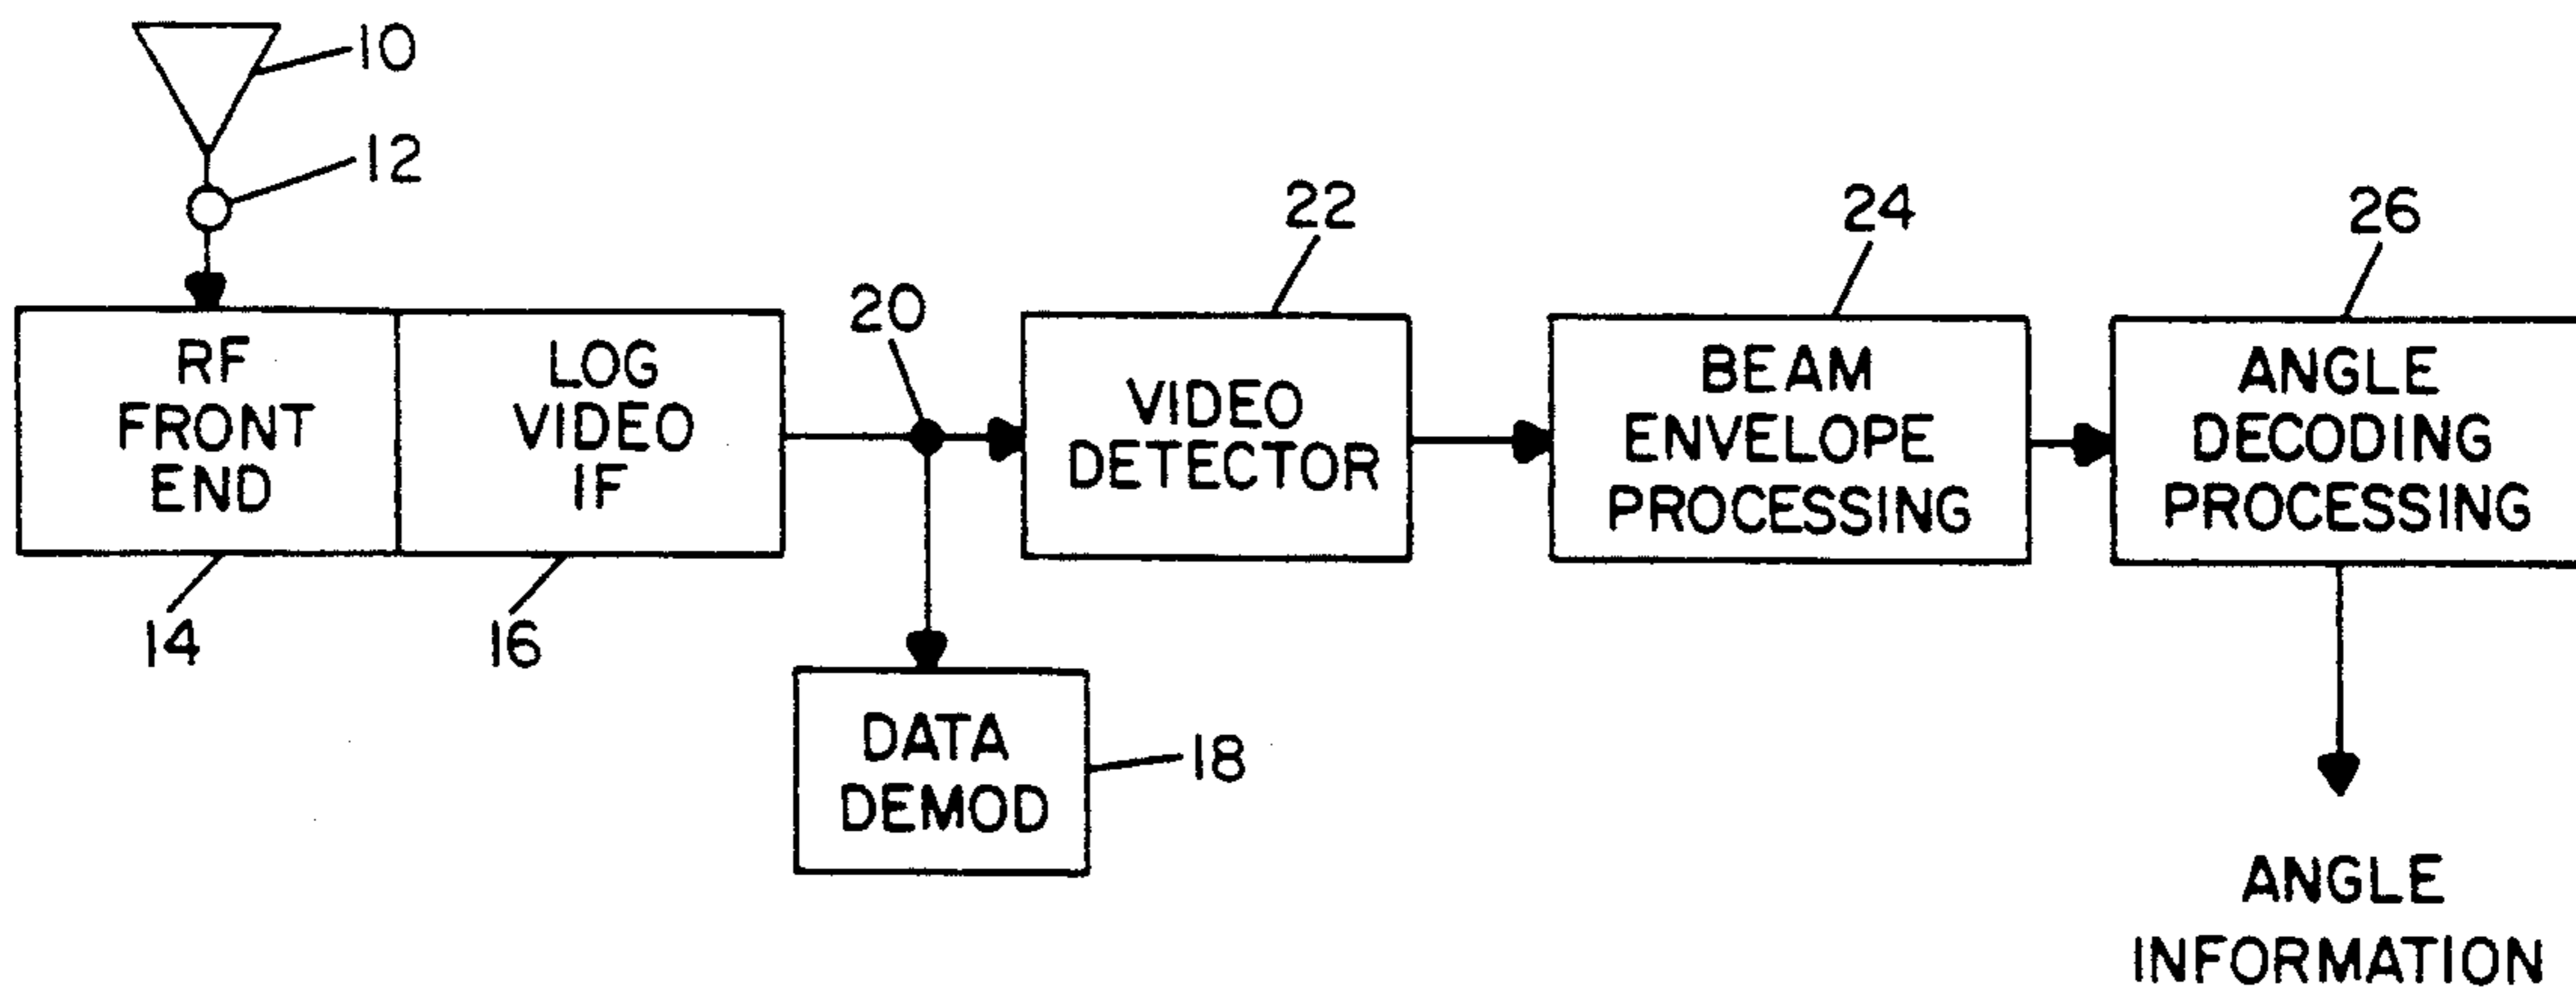 10
12
RF
FRONT
END
14
LOG
VIDEO
IF
16
20
DATA
DEMOD
18
22
VIDEO
DETECTOR
24
BEAM
ENVELOPE
PROCESSING
26
ANGLE
DECODING
PROCESSING
ANGLE
INFORMATION